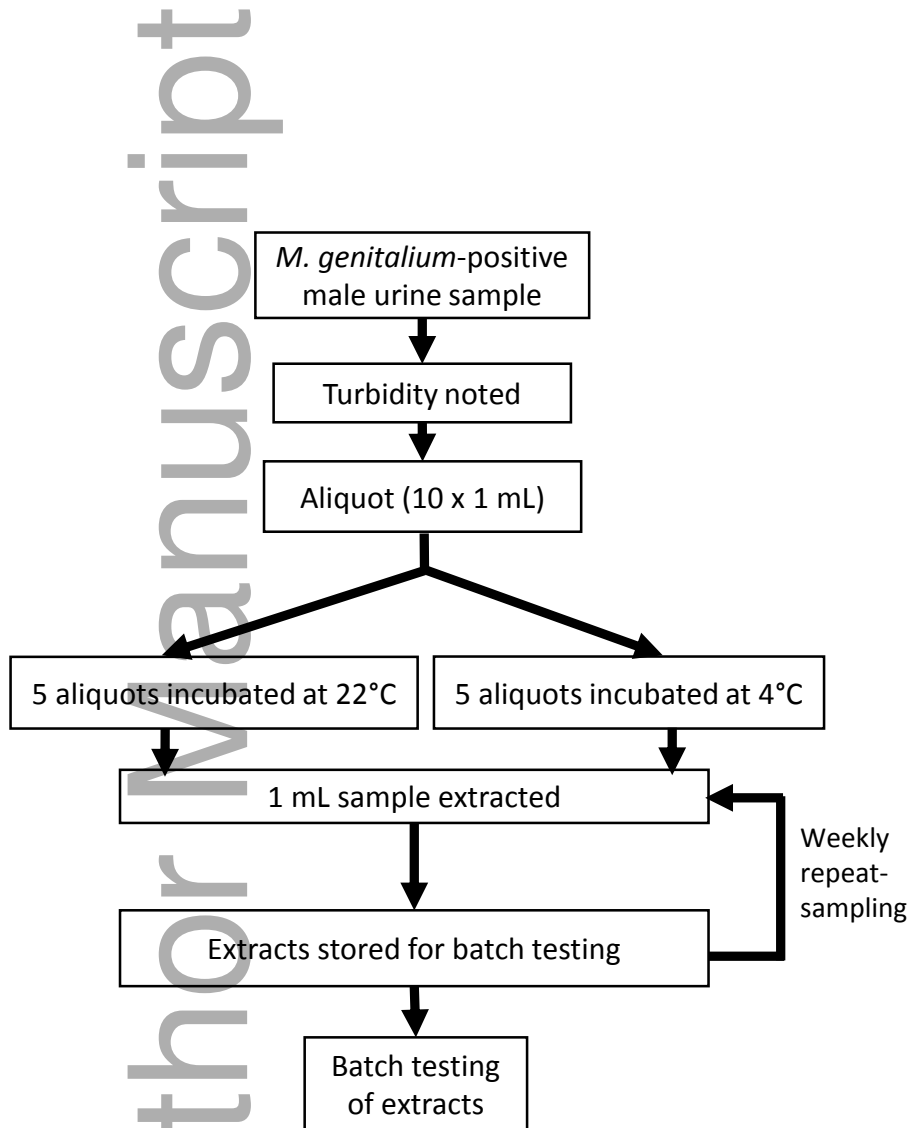 M. genitalium-positive
male urine sample
Turbidity noted
Aliquot (10 x 1 mL)
5 aliquots incubated at 22°C
5 aliquots incubated at 4°C
1 mL sample extracted
Weekly
repeat-
sampling
Extracts stored for batch testing
Batch testing
of extracts
thor Manuscript